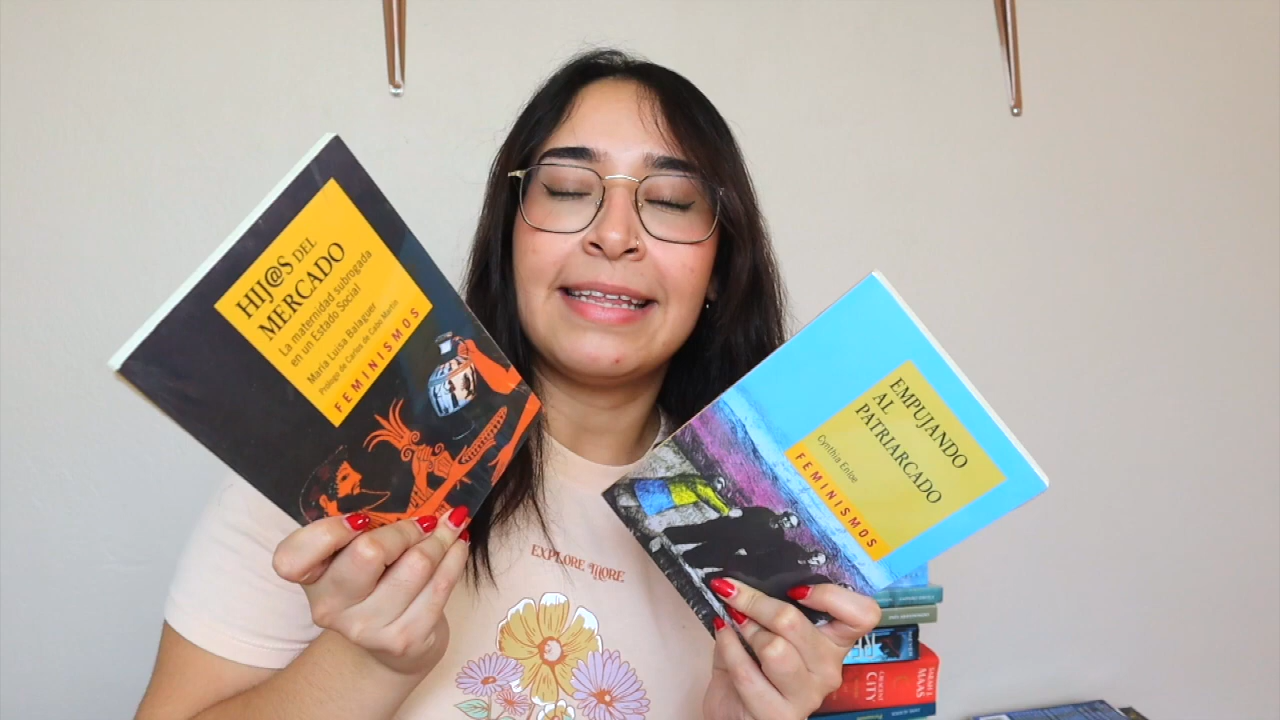 HIJ@S DEL
MERCADO
La maternidad subrogada
en un Estado Social
María Luisa Balaguer
Prólogo de Carlos de Cabo Martín
FEMINISMOS
EMPUJANDO
AL
PATRIARCADO
Cynthia Enloe
FEMINISMOS
EXPLORE MORE
SARAH J.
MAAS
CRESCENT
CITY